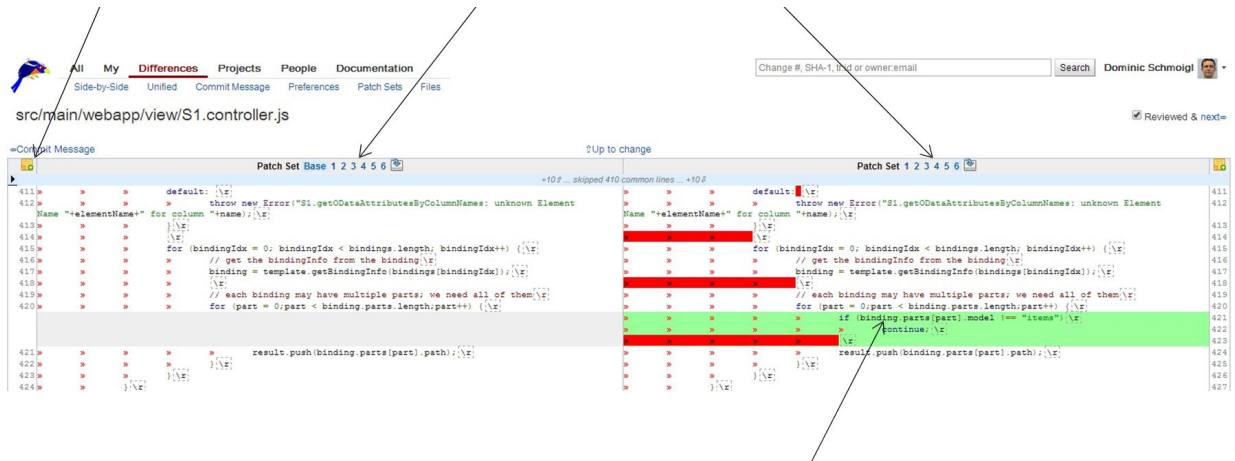 All My Differences Projects People Documentation
Change #, SHA-1, tr:id or owner:email Search Dominic Schmoigl
Side-by-Side Unified Commit Message Preferences Patch Sets Files
src/main/webapp/view/S1.controller.js
Reviewed & next⇨
⇦Commit Message ⇧Up to change
Patch Set Base 1 2 3 4 5 6 Patch Set 1 2 3 4 5 6
+10⇧ ... skipped 410 common lines ... +10⇩
411 » » » default: \r » » » default: \r 411
412 » » » » throw new Error("S1.getODataAttributesByColumnNames: unknown Element » » » » throw new Error("S1.getODataAttributesByColumnNames: unknown Element 412
Name "+elementName+" for column "+name);\r Name "+elementName+" for column "+name);\r
413 » » » }\r » » » }\r 413
414 » » » \r » » » \r 414
415 » » » for (bindingIdx = 0; bindingIdx < bindings.length; bindingIdx++) {\r » » » for (bindingIdx = 0; bindingIdx < bindings.length; bindingIdx++) {\r 415
416 » » » » // get the bindingInfo from the binding\r » » » » // get the bindingInfo from the binding\r 416
417 » » » » binding = template.getBindingInfo(bindings[bindingIdx]);\r » » » » binding = template.getBindingInfo(bindings[bindingIdx]);\r 417
418 » » » » \r » » » » \r 418
419 » » » » // each binding may have multiple parts; we need all of them\r » » » » // each binding may have multiple parts; we need all of them\r 419
420 » » » » for (part = 0;part < binding.parts.length;part++) {\r » » » » for (part = 0;part < binding.parts.length;part++) {\r 420
» » » » » if (binding.parts[part].model !== "items")\r 421
» » » » » » continue;\r 422
» » » » » \r 423
421 » » » » » result.push(binding.parts[part].path);\r » » » » » result.push(binding.parts[part].path);\r 424
422 » » » » }\r » » » » }\r 425
423 » » » }\r » » » }\r 426
424 » » }\r » » }\r 427